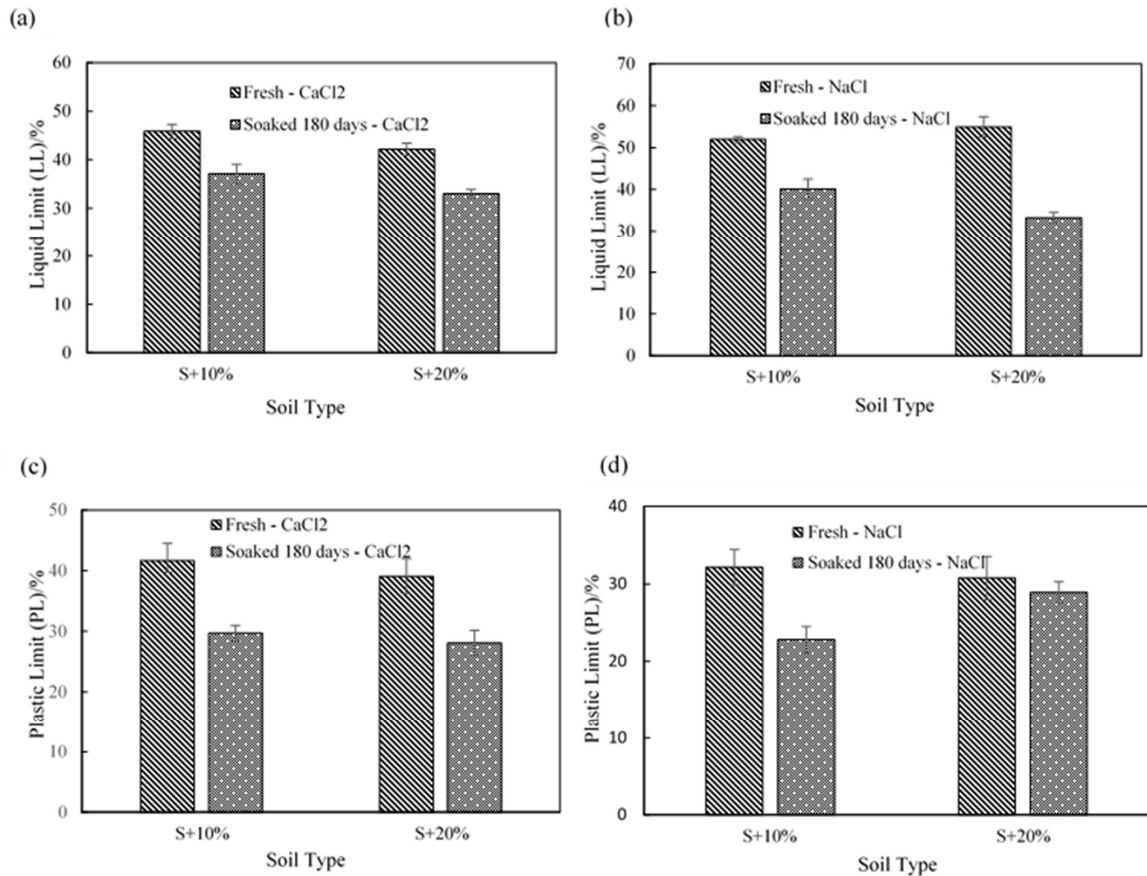 (a)
Liquid Limit (LL)/%
60
50
40
30
20
10
0
Fresh - CaCl2
Soaked 180 days - CaCl2
S+10%
S+20%
Soil Type
(b)
Liquid Limit (LL)/%
70
60
50
40
30
20
10
0
Fresh - NaCl
Soaked 180 days - NaCl
S+10%
S+20%
Soil Type
(c)
Plastic Limit (PL)/%
50
40
30
20
10
0
Fresh - CaCl2
Soaked 180 days - CaCl2
S+10%
S+20%
Soil Type
(d)
Plastic Limit (PL)/%
40
30
20
10
0
Fresh - NaCl
Soaked 180 days - NaCl
S+10%
S+20%
Soil Type